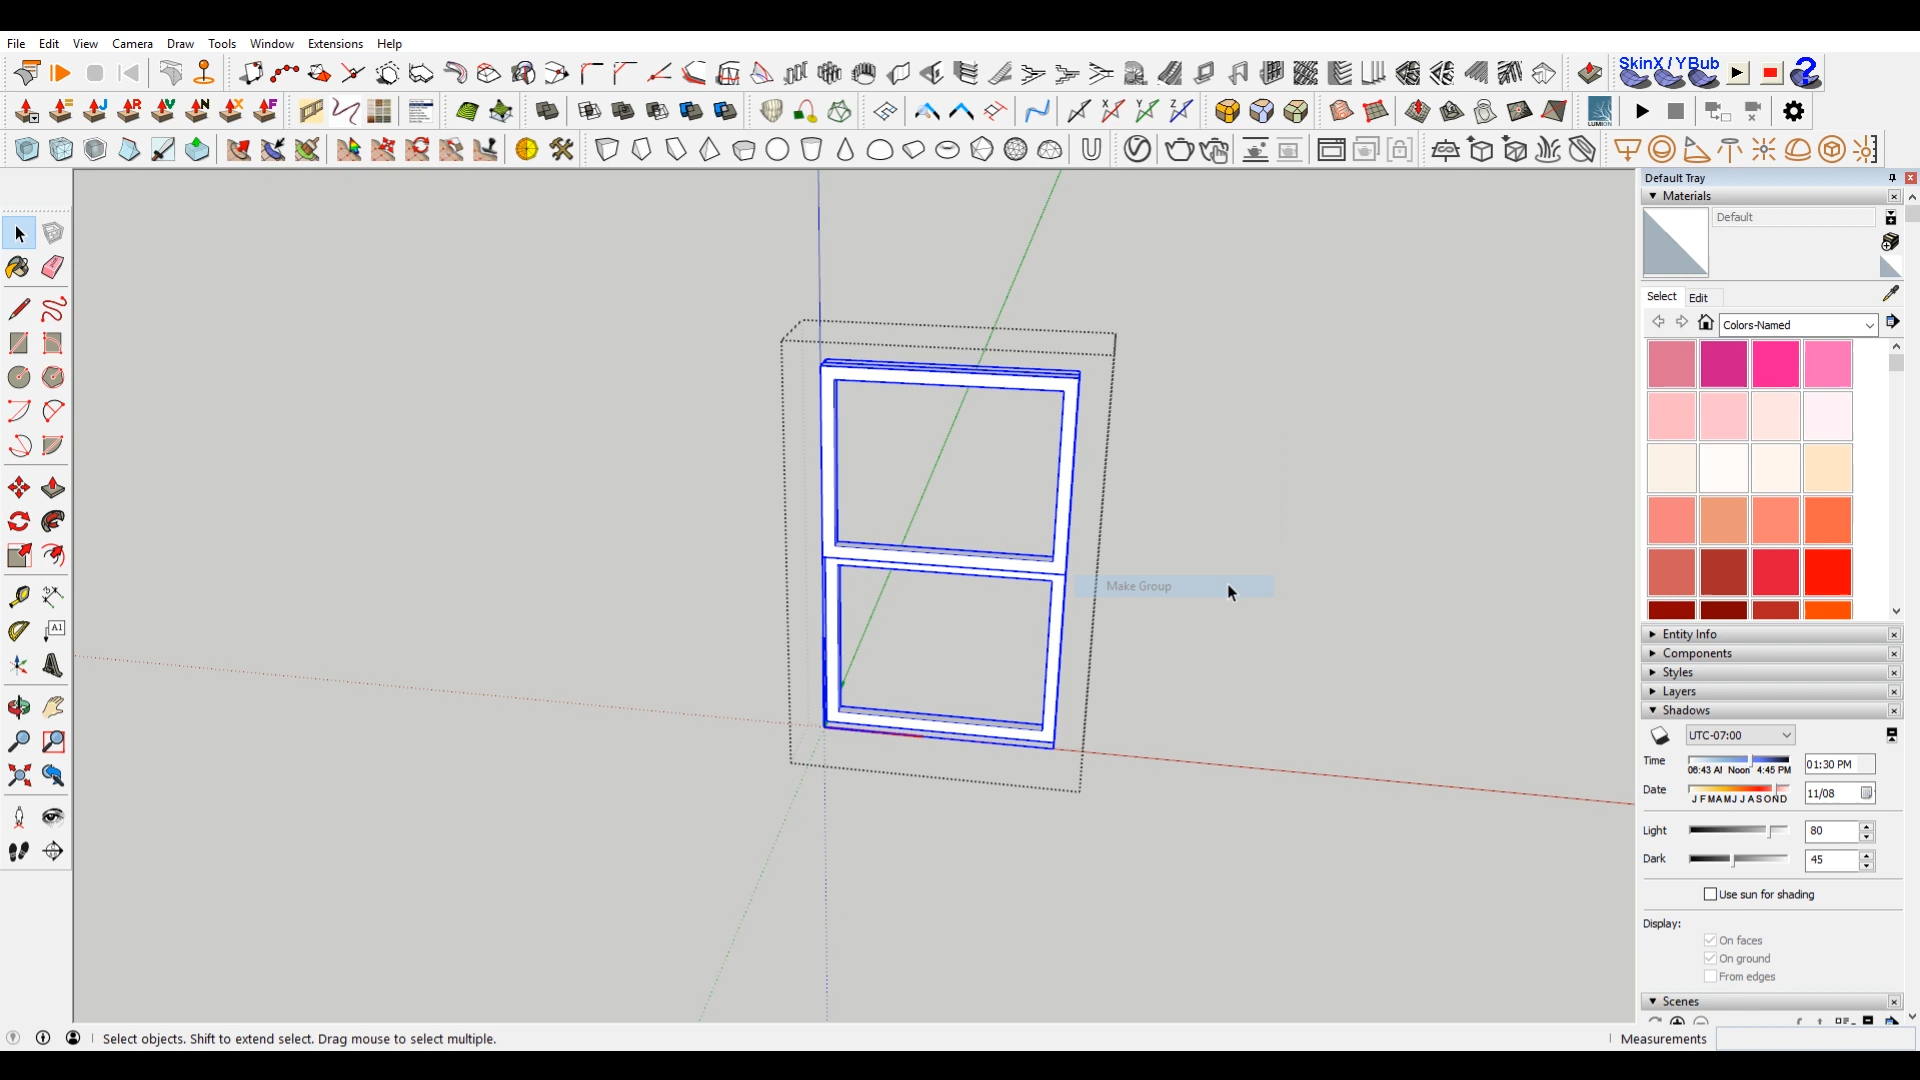 File Edit View Camera Draw Tools Window Extensions Help
SkinX / YBub
Default Tray
Materials
Default
Select Edit
Colors-Named
Make Group
Entity Info
Components
Styles
Layers
Shadows
UTC-07:00
Time 06:43 AI Noon 4:45 PM 01:30 PM
Date J F M A M J J A S O N D 11/08
Light 80
Dark 45
Use sun for shading
Display:
On faces
On ground
From edges
Scenes
Select objects. Shift to extend select. Drag mouse to select multiple.
Measurements